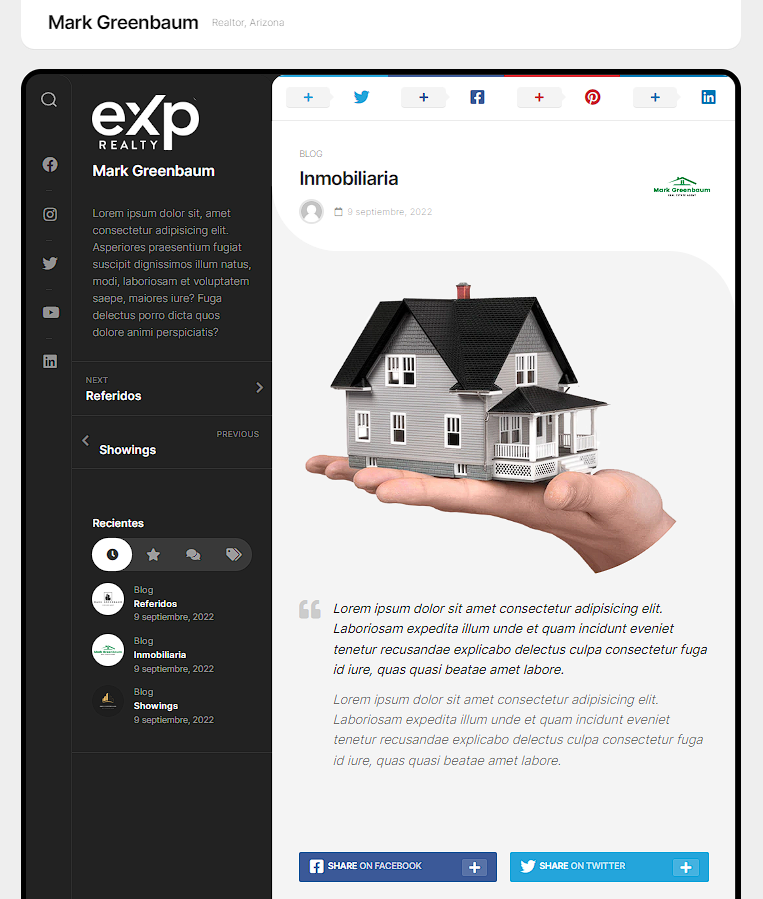 Mark Greenbaum Realtor, Arizona
exp
REALTY
Mark Greenbaum
Lorem ipsum dolor sit, amet
consectetur adipisicing elit.
Asperiores praesentium fugiat
suscipit dignissimos illum natus,
modi, laboriosam et voluptatem
saepe, maiores iure? Fuga
delectus porro dicta quos
dolore animi perspiciatis?
NEXT
Referidos
PREVIOUS
Showings
Recientes
Blog
Referidos
9 septiembre, 2022
Blog
Inmobiliaria
9 septiembre, 2022
Blog
Showings
9 septiembre, 2022
BLOG
Inmobiliaria
9 septiembre, 2022
Mark Greenbaum
REAL ESTATE AGENT
Lorem ipsum dolor sit amet consectetur adipisicing elit.
Laboriosam expedita illum unde et quam incidunt eveniet
tenetur recusandae explicabo delectus culpa consectetur fuga
id iure, quas quasi beatae amet labore.
Lorem ipsum dolor sit amet consectetur adipisicing elit.
Laboriosam expedita illum unde et quam incidunt eveniet
tenetur recusandae explicabo delectus culpa consectetur fuga
id iure, quas quasi beatae amet labore.
SHARE ON FACEBOOK
SHARE ON TWITTER